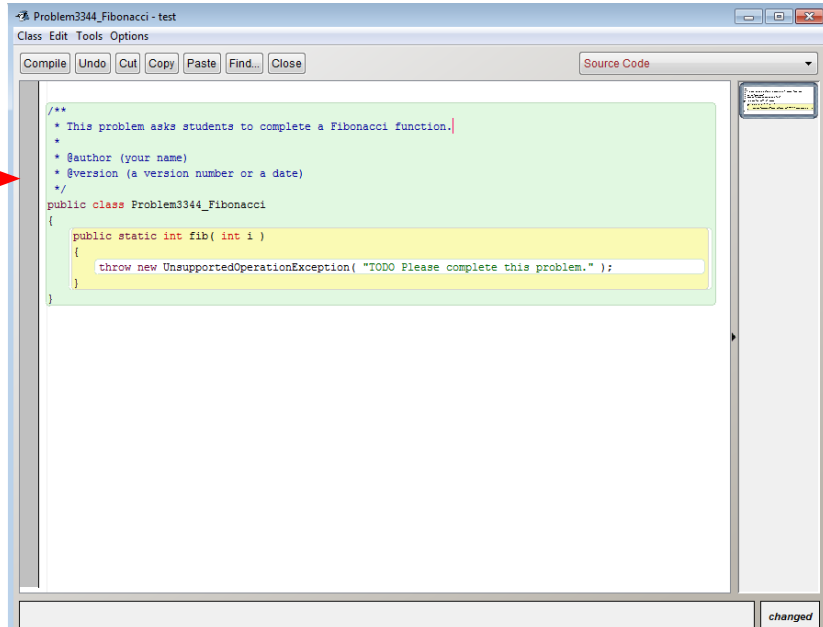 Problem3344_Fibonacci - test
Class Edit Tools Options
Compile Undo Cut Copy Paste Find... Close Source Code
/**
 * This problem asks students to complete a Fibonacci function.
 *
 * @author (your name)
 * @version (a version number or a date)
 */
public class Problem3344_Fibonacci
{
    public static int fib( int i )
    {
        throw new UnsupportedOperationException( "TODO Please complete this problem." );
    }
}
changed